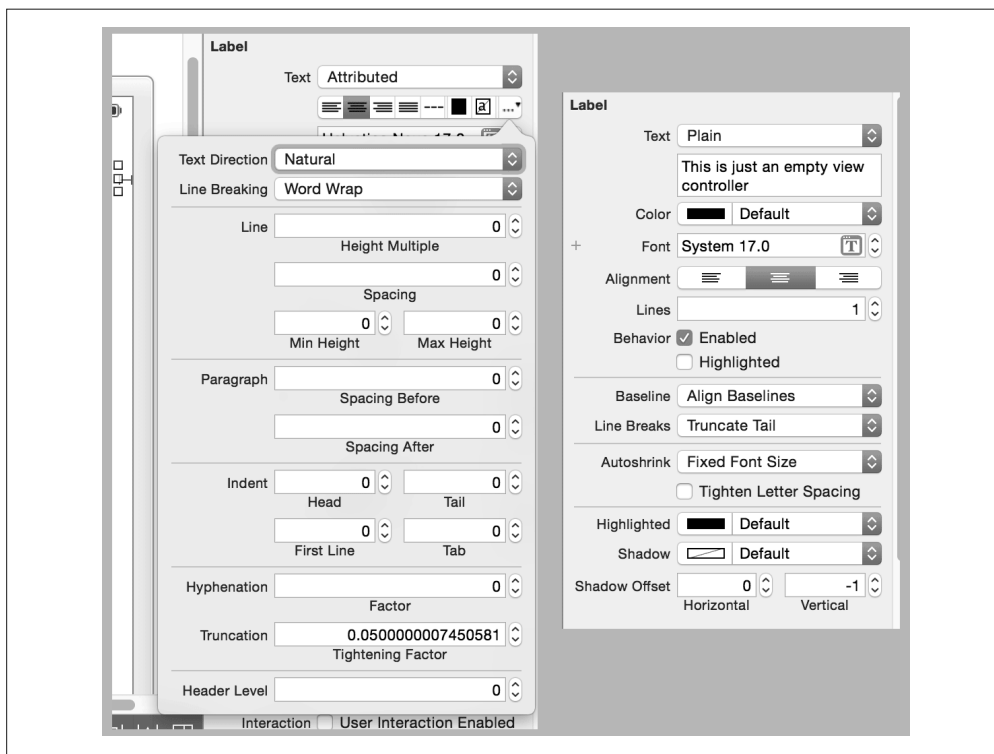 Label
Text Attributed
--- a ...
Text Direction Natural
Line Breaking Word Wrap
Line 0
Height Multiple
0
Spacing
0 0
Min Height Max Height
Paragraph 0
Spacing Before
0
Spacing After
Indent 0 0
Head Tail
0 0
First Line Tab
Hyphenation 0
Factor
Truncation 0.0500000007450581
Tightening Factor
Header Level 0
Interaction User Interaction Enabled
Label
Text Plain
This is just an empty view
controller
Color Default
+ Font System 17.0 T
Alignment
Lines 1
Behavior Enabled
Highlighted
Baseline Align Baselines
Line Breaks Truncate Tail
Autoshrink Fixed Font Size
Tighten Letter Spacing
Highlighted Default
Shadow Default
Shadow Offset 0 -1
Horizontal Vertical